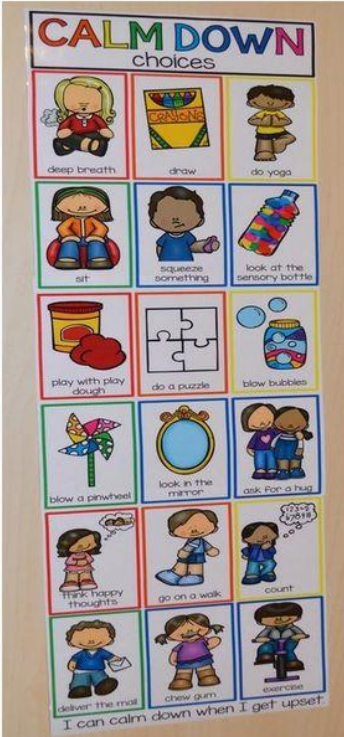 CALM DOWN
choices
deep breath
CRAYONS
draw
do yoga
sit
squeeze
something
look at the
sensory bottle
play with play
dough
do a puzzle
blow bubbles
blow a pinwheel
look in the
mirror
ask for a hug
think happy
thoughts
go on a walk
count
deliver the mail
chew gum
exercise
I can calm down when I get upset.